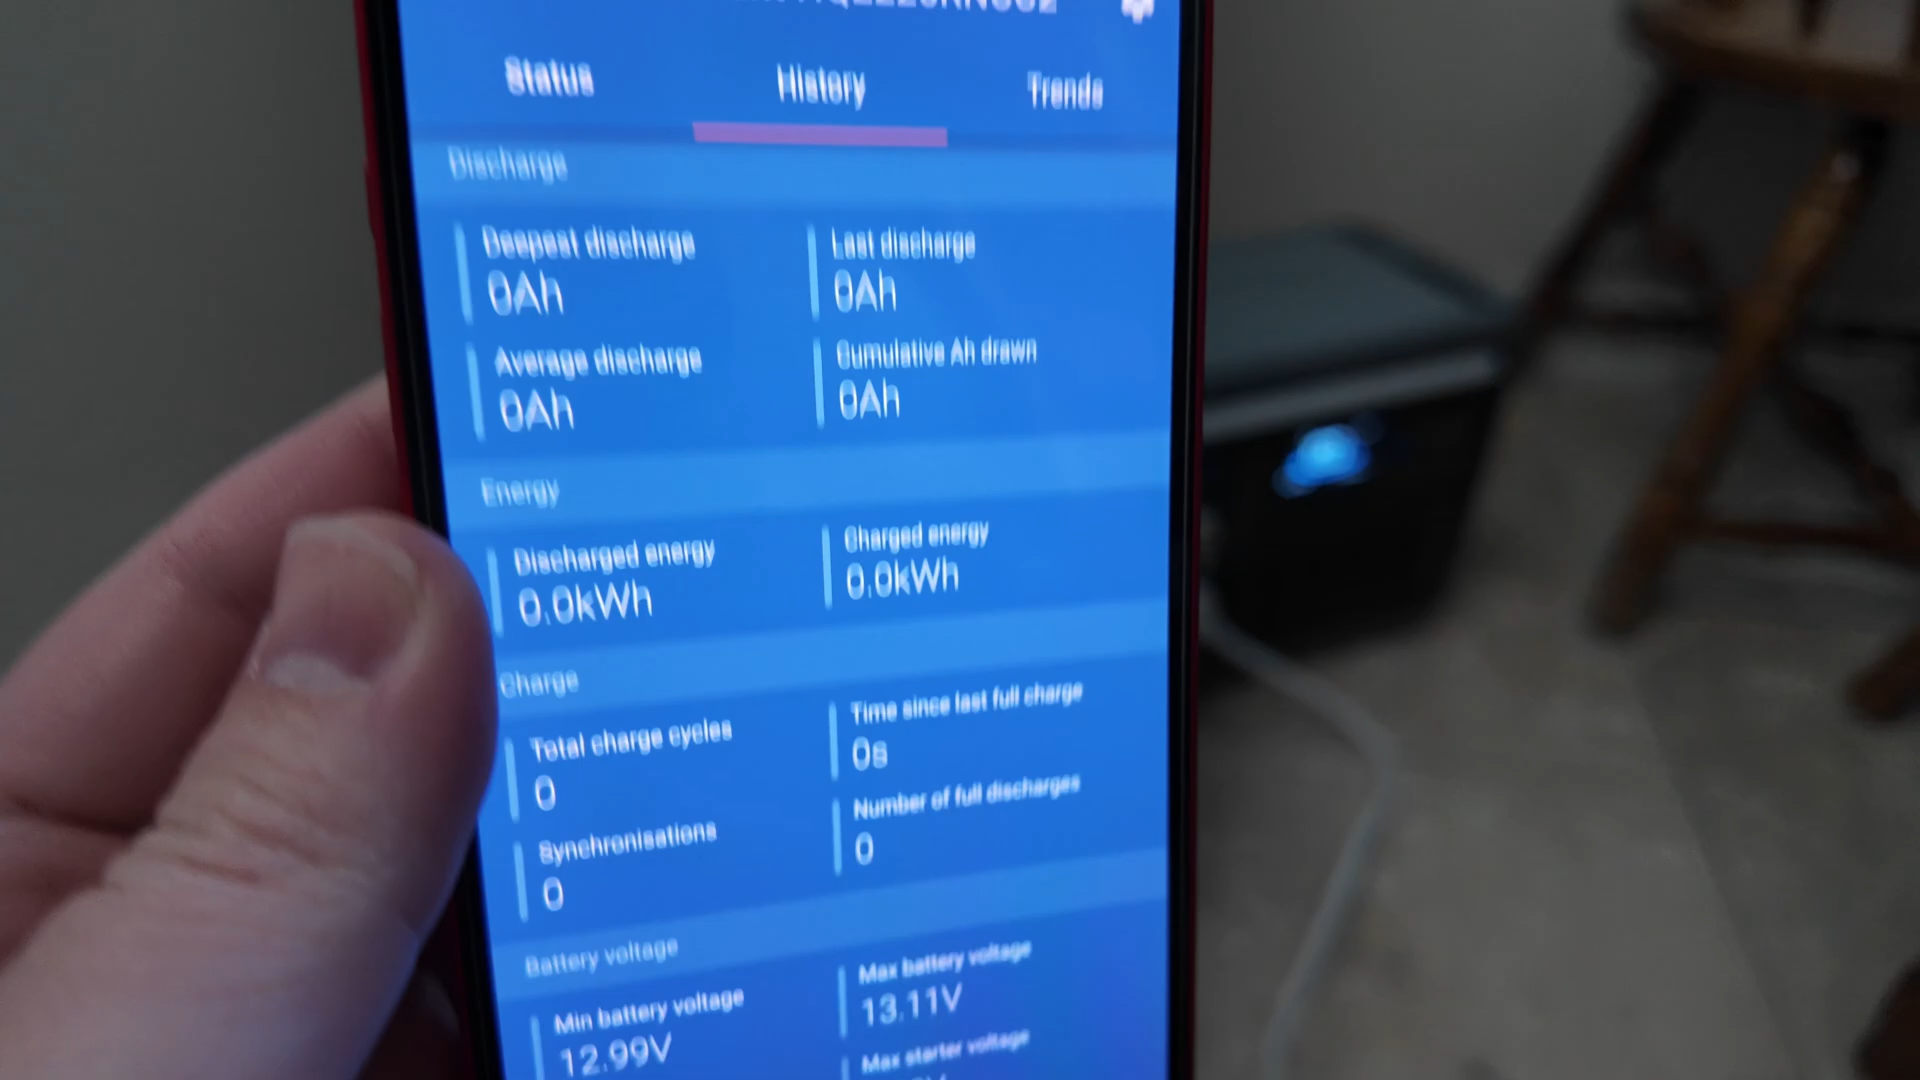 Status History Trends
Discharge
Deepest discharge Last discharge
0Ah 0Ah
Average discharge Cumulative Ah drawn
0Ah 0Ah
Energy
Discharged energy Charged energy
0.0kWh 0.0kWh
Charge
Total charge cycles Time since last full charge
0 0s
Synchronisations Number of full discharges
0 0
Battery voltage
Min battery voltage Max battery voltage
12.99V 13.11V
Max starter voltage